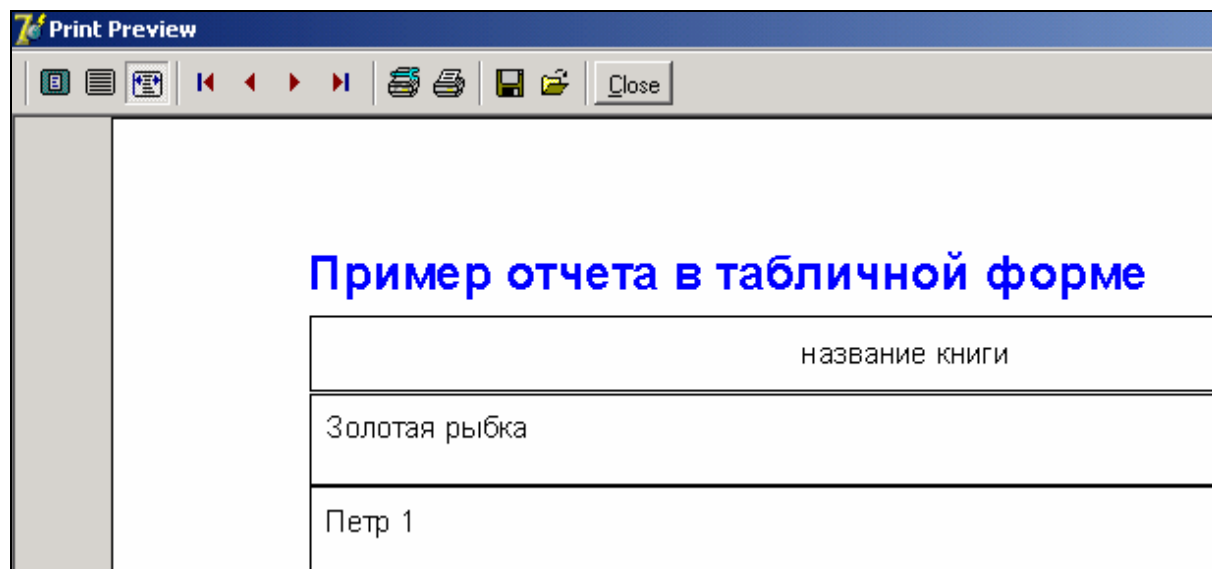 Print Preview
Close
Пример отчета в табличной форме
название книги
Золотая рыбка
Петр 1